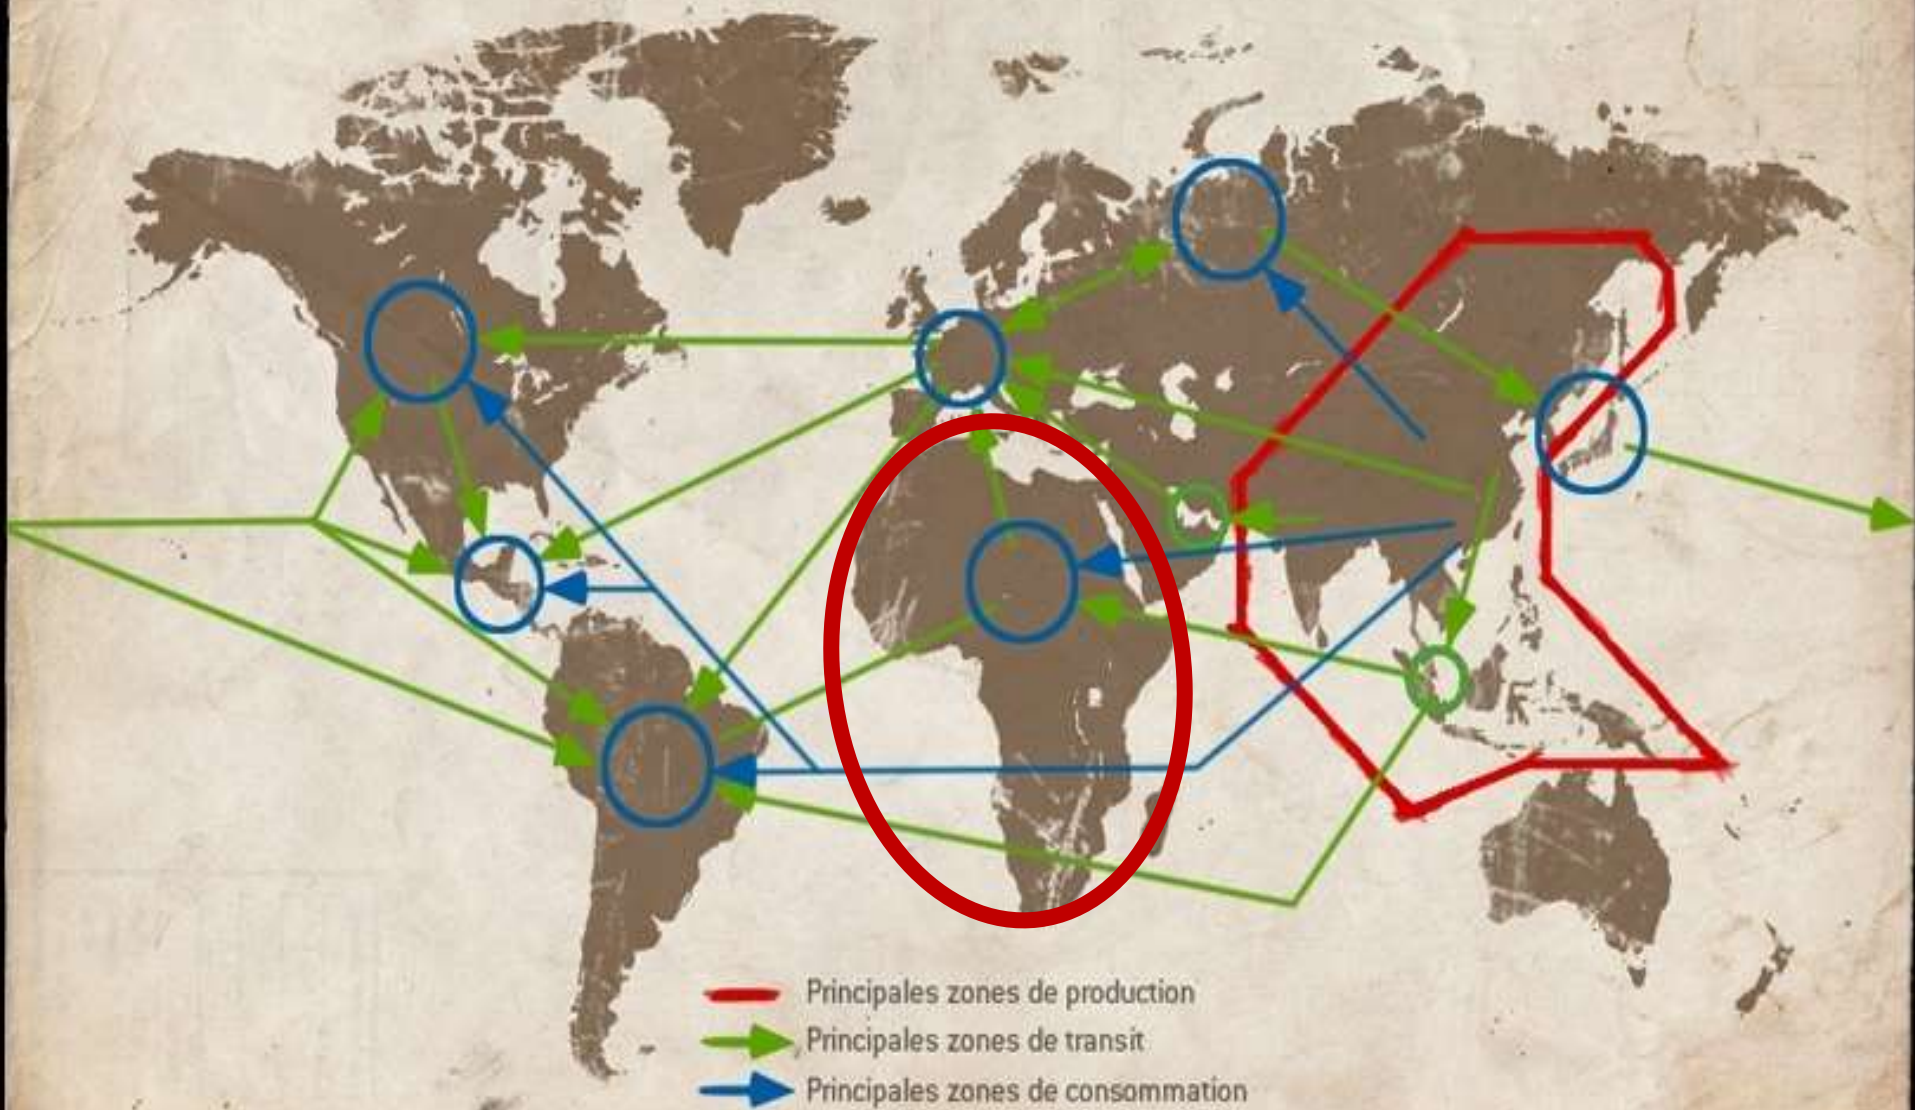 Principales zones de production
Principales zones de transit
Principales zones de consommation